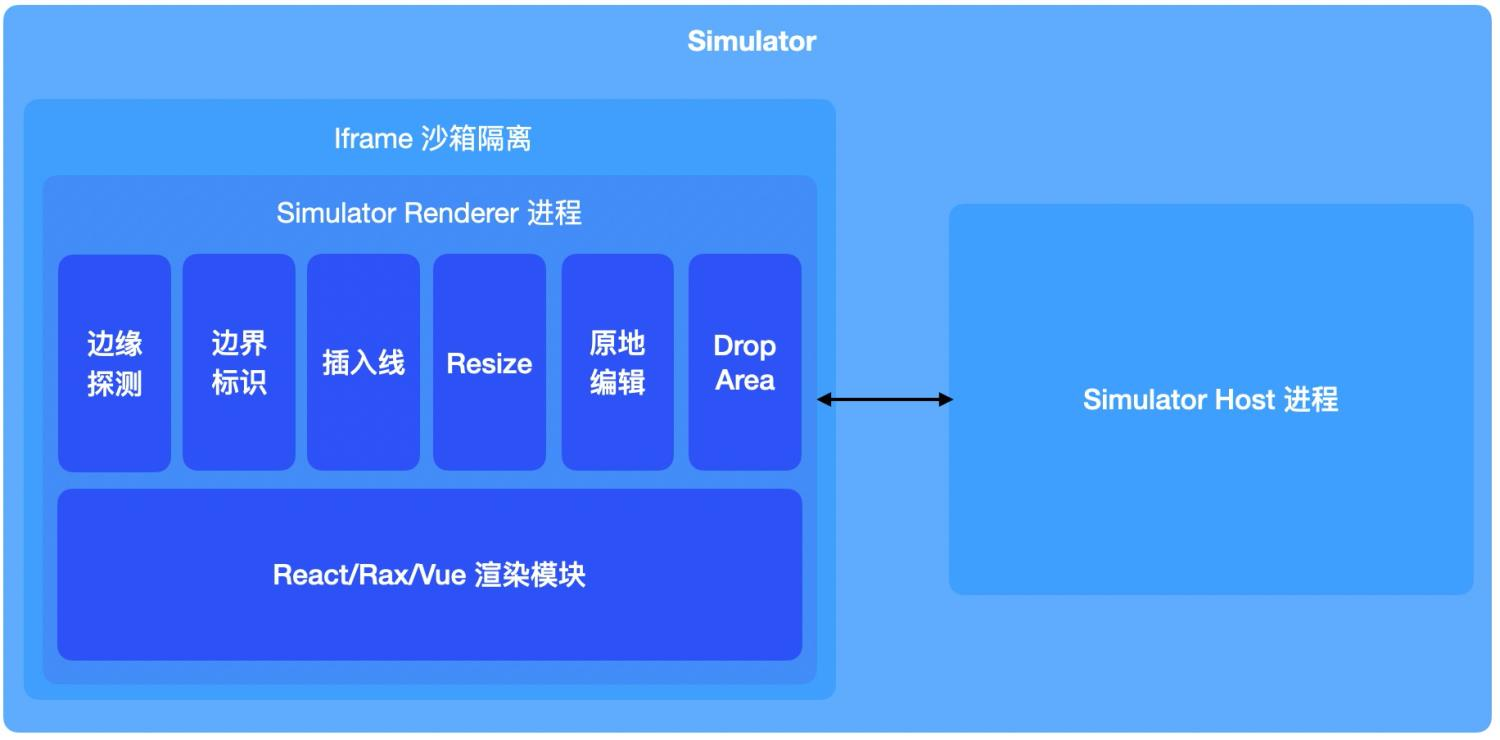 Simulator
Iframe 沙箱隔离
Simulator Renderer 进程
边缘
探测
边界
标识
插入线
Resize
原地
编辑
Drop
Area
React/Rax/Vue 渲染模块
Simulator Host 进程